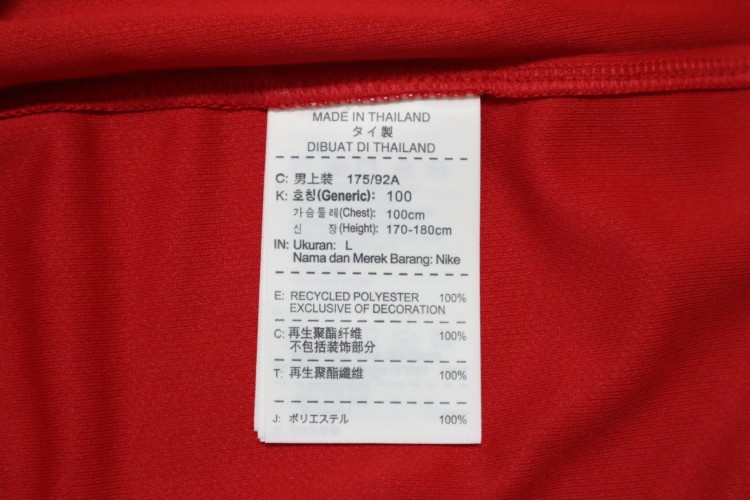 MADE IN THAILAND
タイ製
DIBUAT DI THAILAND
C: 男上装 175/92A
K: 호칭(Generic): 100
가슴둘레(Chest): 100cm
신 장(Height): 170-180cm
IN: Ukuran: L
Nama dan Merek Barang: Nike
E: RECYCLED POLYESTER 100%
EXCLUSIVE OF DECORATION
C: 再生聚酯纤维 100%
不包括装饰部分
T: 再生聚酯纖維 100%
J: ポリエステル 100%